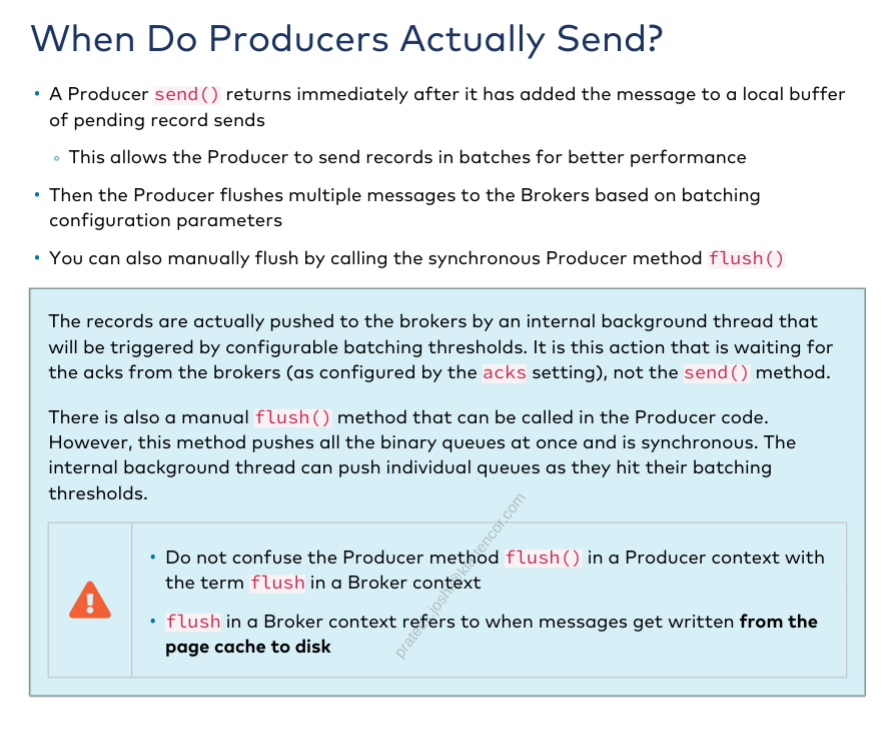 When Do Producers Actually Send?
• A Producer send() returns immediately after it has added the message to a local buffer
of pending record sends
◦ This allows the Producer to send records in batches for better performance
• Then the Producer flushes multiple messages to the Brokers based on batching
configuration parameters
• You can also manually flush by calling the synchronous Producer method flush()
The records are actually pushed to the brokers by an internal background thread that
will be triggered by configurable batching thresholds. It is this action that is waiting for
the acks from the brokers (as configured by the acks setting), not the send() method.
There is also a manual flush() method that can be called in the Producer code.
However, this method pushes all the binary queues at once and is synchronous. The
internal background thread can push individual queues as they hit their batching
thresholds.
• Do not confuse the Producer method flush() in a Producer context with
the term flush in a Broker context
• flush in a Broker context refers to when messages get written from the
page cache to disk